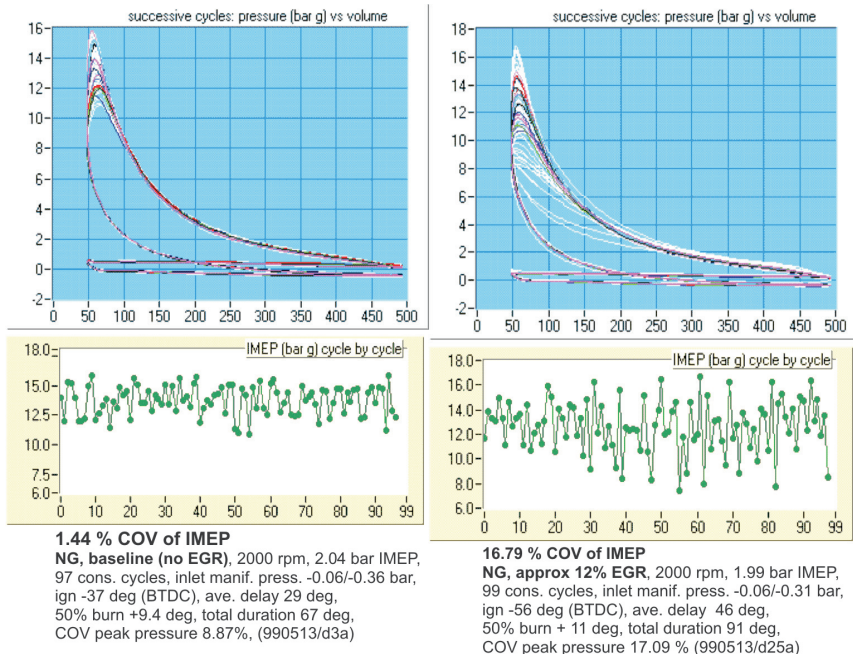 successive cycles: pressure (bar g) vs volume
16
14
12
10
8
6
4
2
0
-2
0 50 100 150 200 250 300 350 400 450 500
IMEP (bar g) cycle by cycle
18.0
15.0
12.5
10.0
7.5
6.0
0 10 20 30 40 50 60 70 80 90 99
1.44 % COV of IMEP
NG, baseline (no EGR), 2000 rpm, 2.04 bar IMEP,
97 cons. cycles, inlet manif. press. -0.06/-0.36 bar,
ign -37 deg (BTDC), ave. delay 29 deg,
50% burn +9.4 deg, total duration 67 deg,
COV peak pressure 8.87%, (990513/d3a)
successive cycles: pressure (bar g) vs volume
18
16
14
12
10
8
6
4
2
0
-2
0 50 100 150 200 250 300 350 400 450 500
IMEP (bar g) cycle by cycle
18.0
16.0
14.0
12.0
10.0
8.0
6.0
0 10 20 30 40 50 60 70 80 90 99
16.79 % COV of IMEP
NG, approx 12% EGR, 2000 rpm, 1.99 bar IMEP,
99 cons. cycles, inlet manif. press. -0.06/-0.31 bar,
ign -56 deg (BTDC), ave. delay 46 deg,
50% burn + 11 deg, total duration 91 deg,
COV peak pressure 17.09 % (990513/d25a)